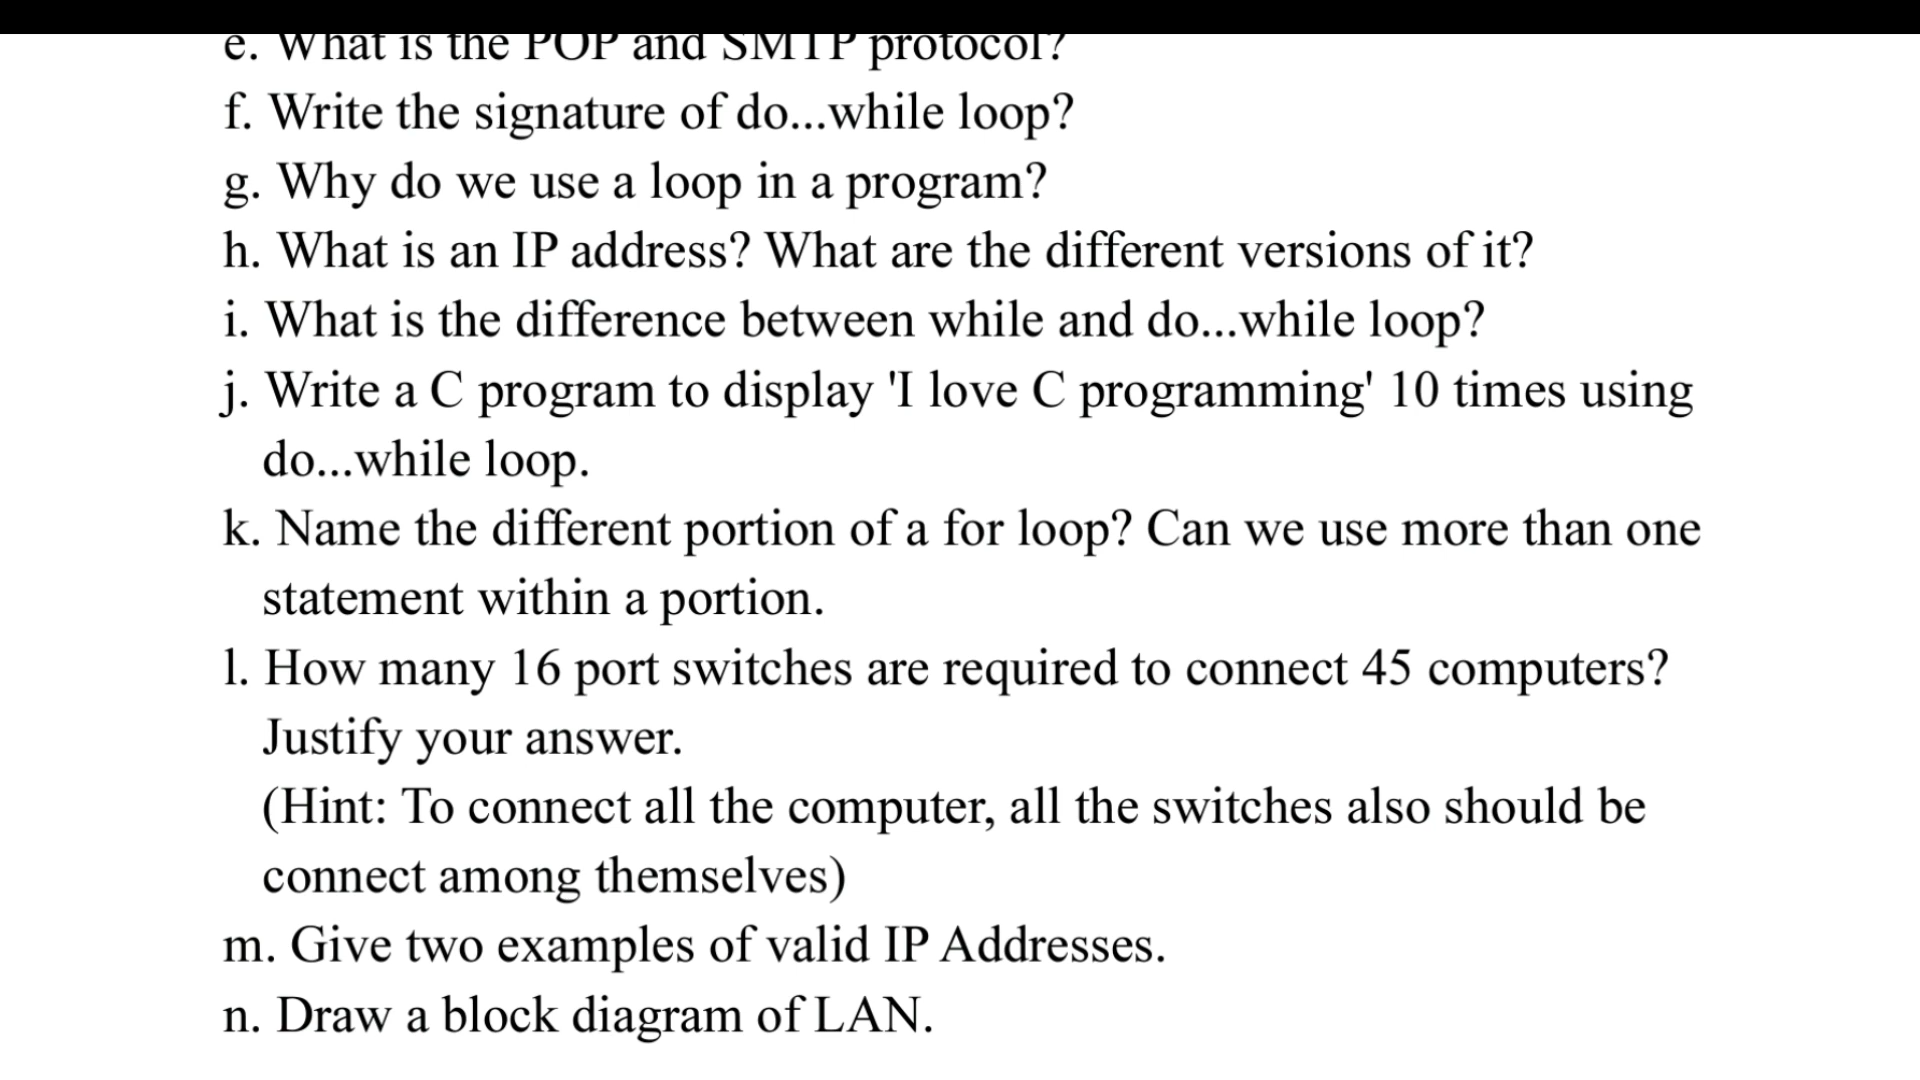 e. What is the POP and SMTP protocol?
f. Write the signature of do...while loop?
g. Why do we use a loop in a program?
h. What is an IP address? What are the different versions of it?
i. What is the difference between while and do...while loop?
j. Write a C program to display 'I love C programming' 10 times using
do...while loop.
k. Name the different portion of a for loop? Can we use more than one
statement within a portion.
l. How many 16 port switches are required to connect 45 computers?
Justify your answer.
(Hint: To connect all the computer, all the switches also should be
connect among themselves)
m. Give two examples of valid IP Addresses.
n. Draw a block diagram of LAN.